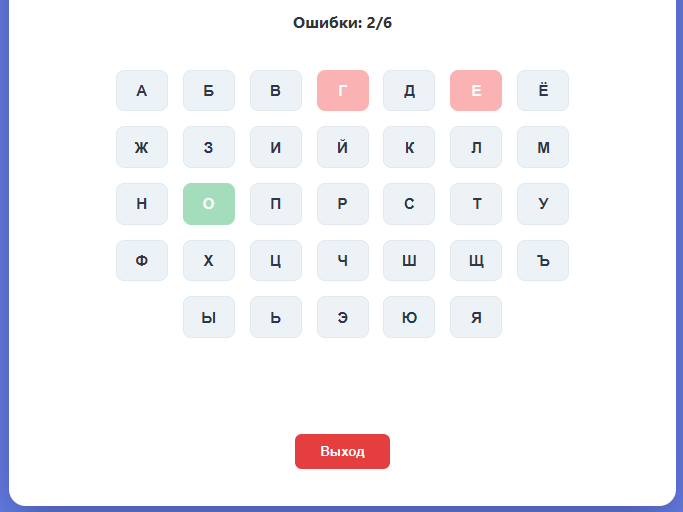 Ошибки: 2/6
А Б В Г Д Е Ё
Ж З И Й К Л М
Н О П Р С Т У
Ф Х Ц Ч Ш Щ Ъ
Ы Ь Э Ю Я
Выход